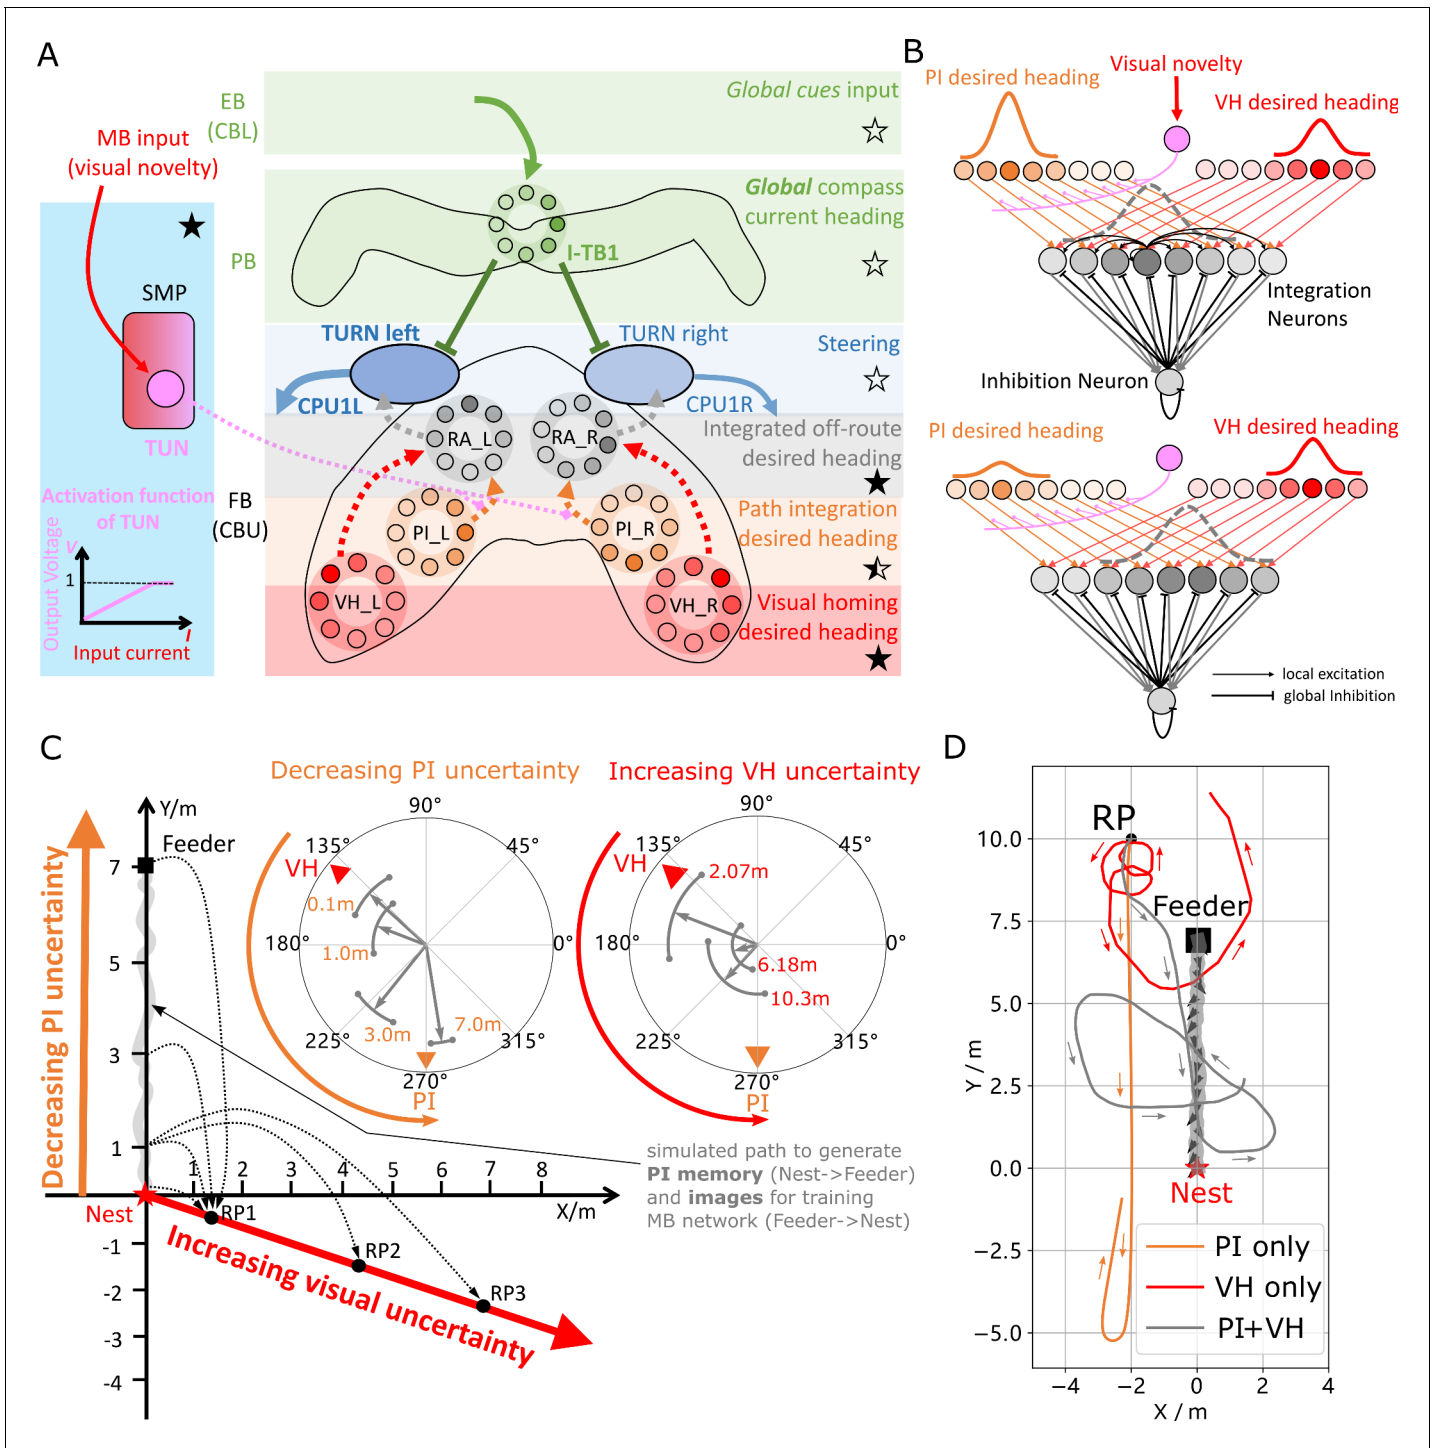 A
EB
(CBL)
Global cues input
MB input
(visual novelty)
Global compass
current heading
PB
I-TB1
SMP
TUN
TURN left
TURN right
Steering
CPU1L
CPU1R
RA_L
RA_R
Integrated off-route
desired heading
Activation function
of TUN
FB
(CBU)
PI_L
PI_R
Path integration
desired heading
Output Voltage
V
1
I
Input current
VH_L
VH_R
Visual homing
desired heading
B
PI desired heading
Visual novelty
VH desired heading
Integration
Neurons
Inhibition Neuron
PI desired heading
VH desired heading
local excitation
global Inhibition
C
Decreasing PI uncertainty
Y/m
Feeder
7
5
3
1
-1
-2
-3
-4
1 2 3 4 5 6 7 8
X/m
Nest
RP1
RP2
RP3
Increasing visual uncertainty
Decreasing PI uncertainty
90°
135°
45°
VH
0.1m
180°
0°
1.0m
3.0m
7.0m
225°
315°
270°
PI
Increasing VH uncertainty
90°
135°
45°
VH
2.07m
180°
0°
6.18m
10.3m
225°
315°
270°
PI
simulated path to generate
PI memory (Nest->Feeder)
and images for training
MB network (Feeder->Nest)
D
RP
Feeder
Nest
Y / m
10.0
7.5
5.0
2.5
0.0
−2.5
−5.0
PI only
VH only
PI+VH
−4 −2 0 2 4
X / m